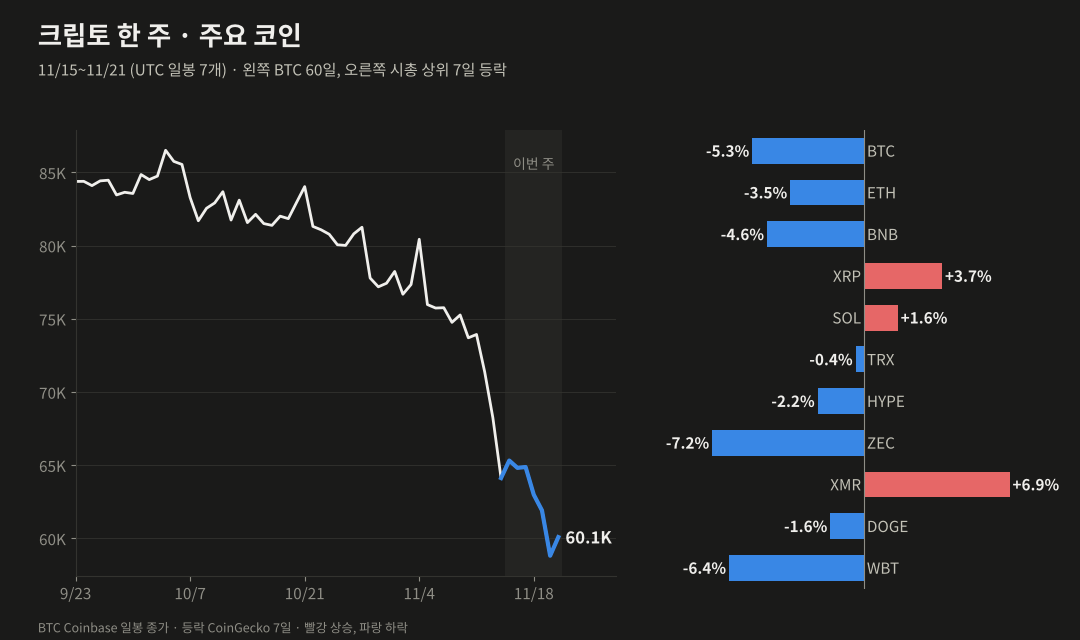 크립토 한 주 · 주요 코인
11/15~11/21 (UTC 일봉 7개) · 왼쪽 BTC 60일, 오른쪽 시총 상위 7일 등락
이번 주
85K
80K
75K
70K
65K
60K
60.1K
9/23
10/7
10/21
11/4
11/18
-5.3% BTC
-3.5% ETH
-4.6% BNB
XRP +3.7%
SOL +1.6%
-0.4% TRX
-2.2% HYPE
-7.2% ZEC
XMR +6.9%
-1.6% DOGE
-6.4% WBT
BTC Coinbase 일봉 종가 · 등락 CoinGecko 7일 · 빨강 상승, 파랑 하락